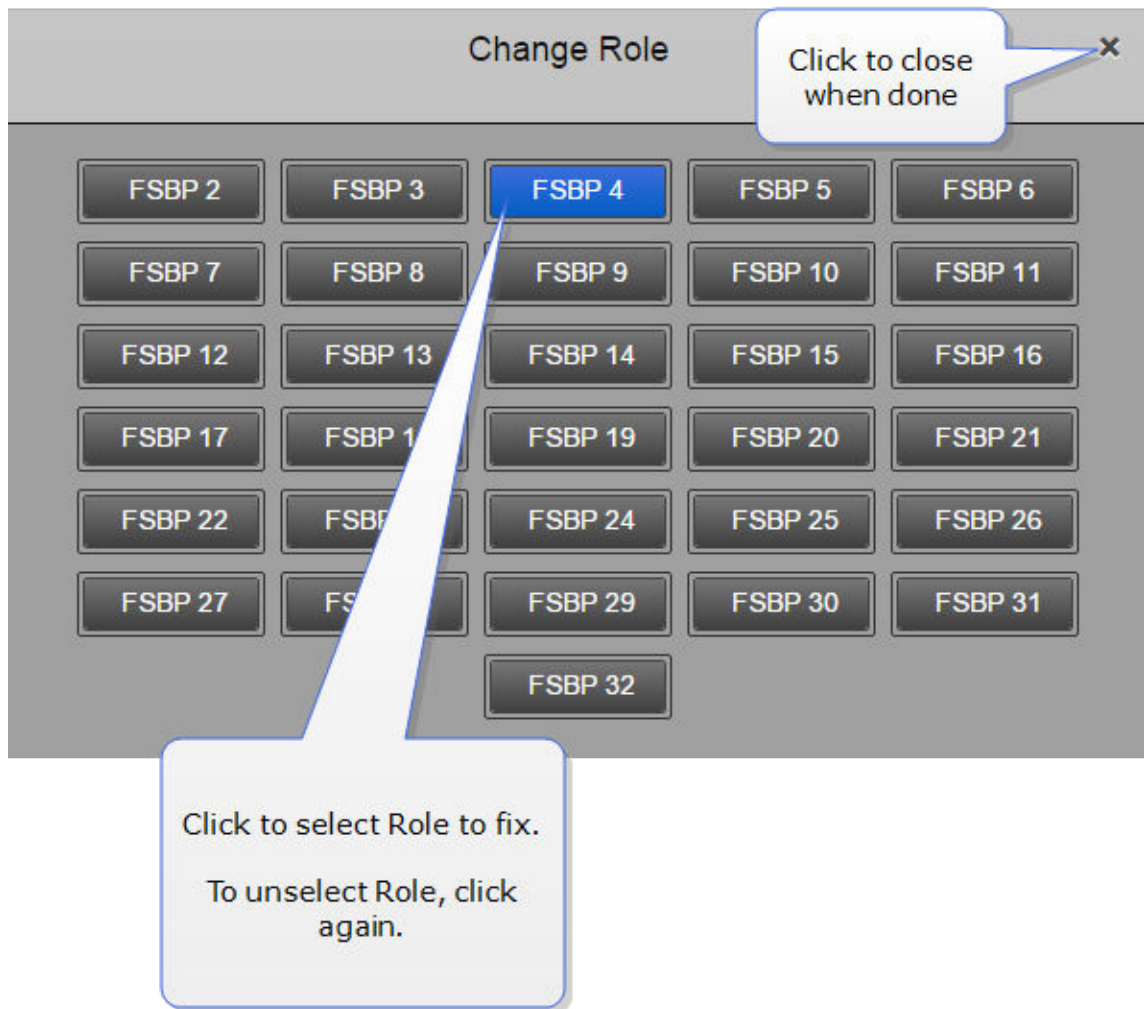 Change Role
Click to close
when done
FSBP 2 FSBP 3 FSBP 4 FSBP 5 FSBP 6
FSBP 7 FSBP 8 FSBP 9 FSBP 10 FSBP 11
FSBP 12 FSBP 13 FSBP 14 FSBP 15 FSBP 16
FSBP 17 FSBP FSBP 19 FSBP 20 FSBP 21
FSBP 22 FSBP 24 FSBP 25 FSBP 26
FSBP 27 FSBP 29 FSBP 30 FSBP 31
FSBP 32
Click to select Role to fix.
To unselect Role, click
again.